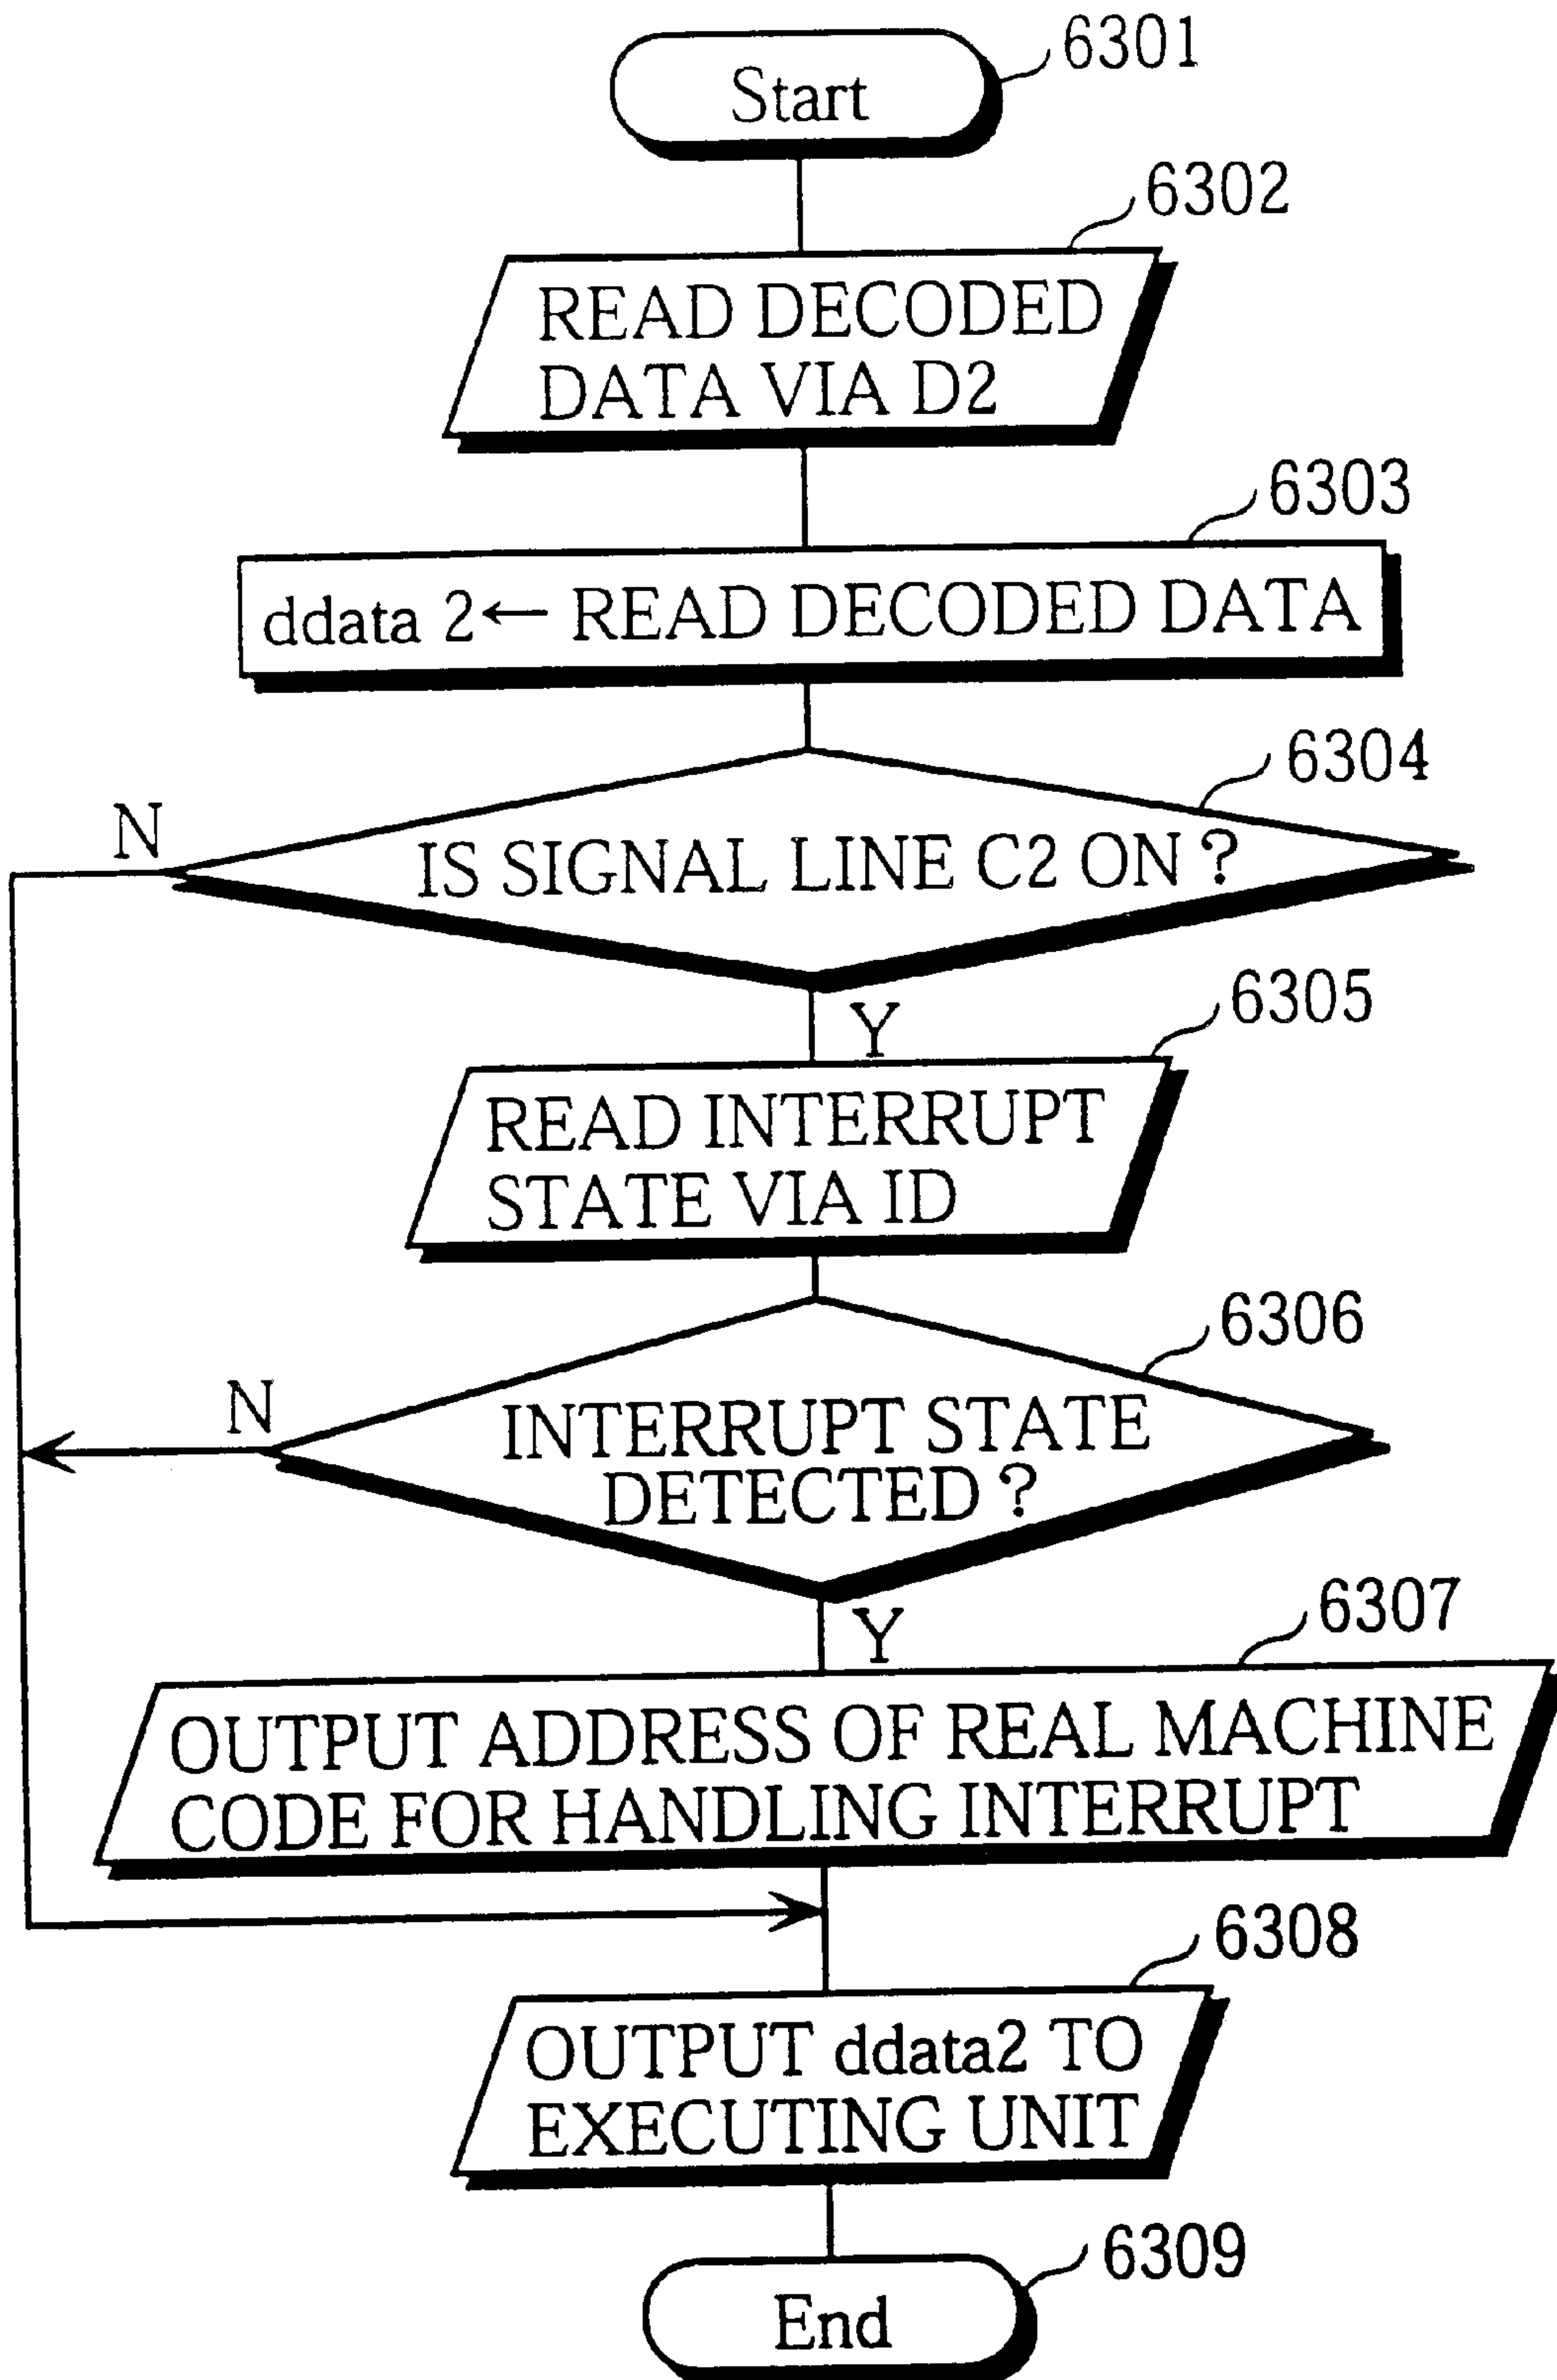 Start
6301
6302
READ DECODED
DATA VIA D2
6303
ddata 2← READ DECODED DATA
6304
N
IS SIGNAL LINE C2 ON ?
Y
6305
READ INTERRUPT
STATE VIA ID
6306
N
INTERRUPT STATE
DETECTED ?
Y
6307
OUTPUT ADDRESS OF REAL MACHINE
CODE FOR HANDLING INTERRUPT
6308
OUTPUT ddata2 TO
EXECUTING UNIT
6309
End